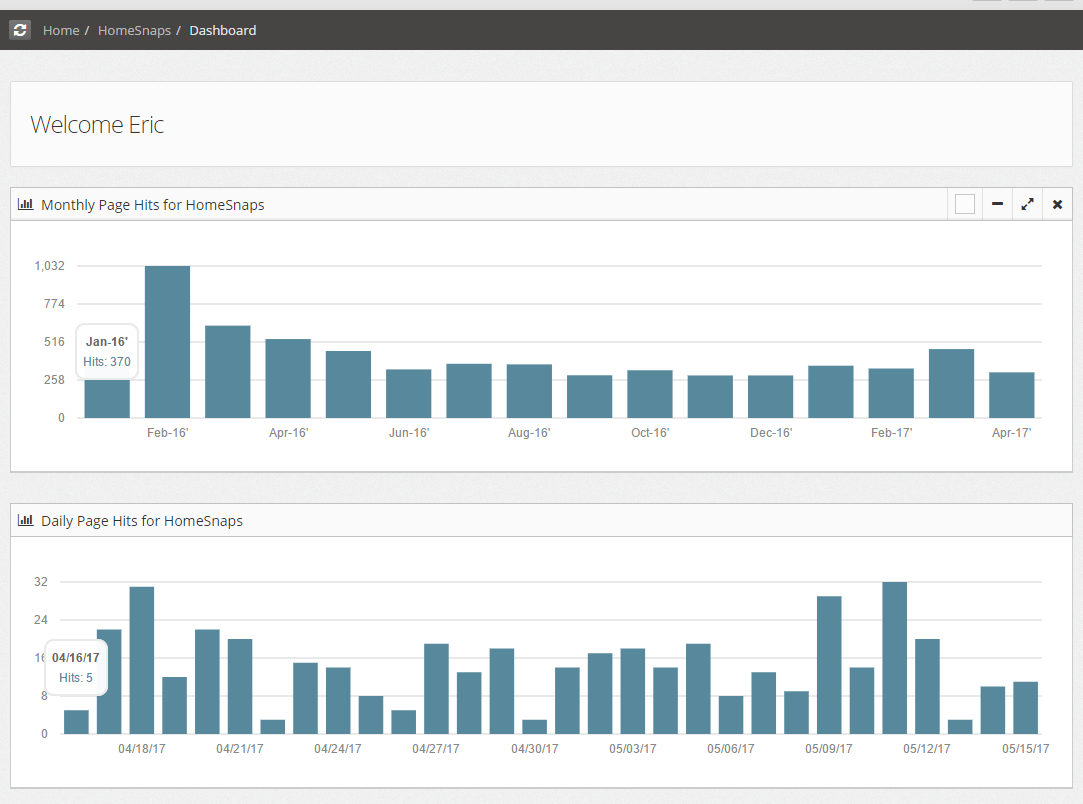 Home / HomeSnaps / Dashboard
Welcome Eric
Monthly Page Hits for HomeSnaps
1,032
774
516
258
0
Jan-16'
Hits: 370
Feb-16' Apr-16' Jun-16' Aug-16' Oct-16' Dec-16' Feb-17' Apr-17'
Daily Page Hits for HomeSnaps
32
24
16
8
0
04/16/17
Hits: 5
04/18/17 04/21/17 04/24/17 04/27/17 04/30/17 05/03/17 05/06/17 05/09/17 05/12/17 05/15/17